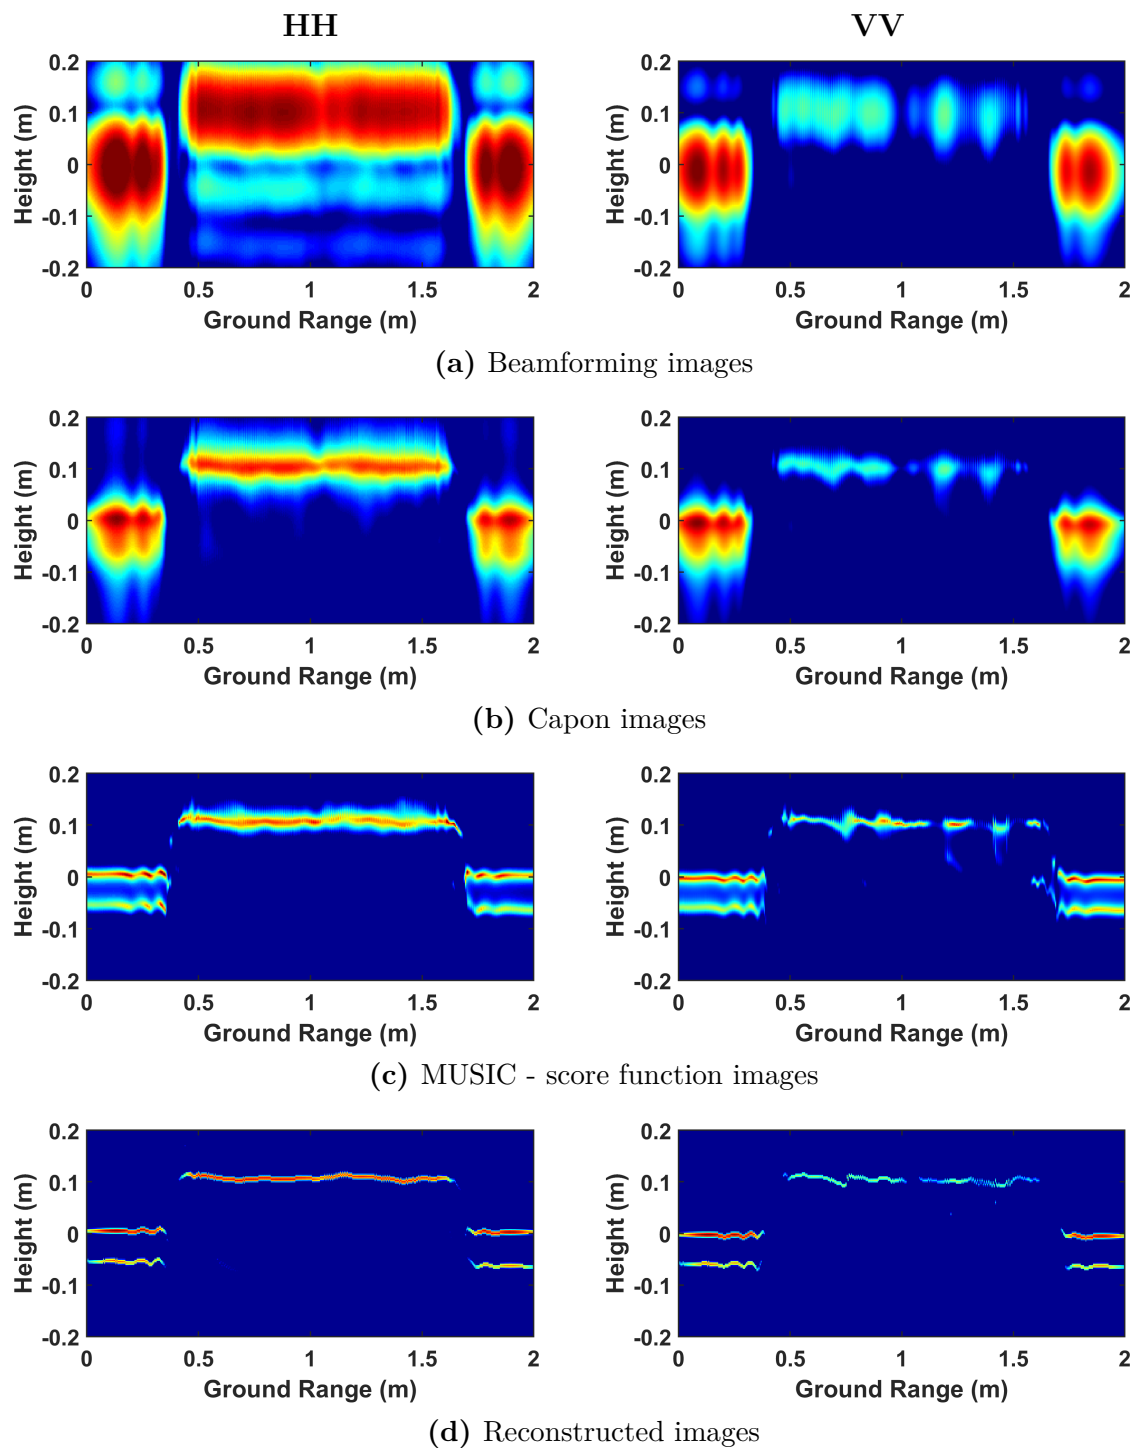 HH VV
0.2 0.2
0.1 0.1
0 0
-0.1 -0.1
-0.2 -0.2
Height (m) Height (m)
0 0.5 1 1.5 2 0 0.5 1 1.5 2
Ground Range (m) Ground Range (m)
(a) Beamforming images
0.2 0.2
0.1 0.1
0 0
-0.1 -0.1
-0.2 -0.2
Height (m) Height (m)
0 0.5 1 1.5 2 0 0.5 1 1.5 2
Ground Range (m) Ground Range (m)
(b) Capon images
0.2 0.2
0.1 0.1
0 0
-0.1 -0.1
-0.2 -0.2
Height (m) Height (m)
0 0.5 1 1.5 2 0 0.5 1 1.5 2
Ground Range (m) Ground Range (m)
(c) MUSIC - score function images
0.2 0.2
0.1 0.1
0 0
-0.1 -0.1
-0.2 -0.2
Height (m) Height (m)
0 0.5 1 1.5 2 0 0.5 1 1.5 2
Ground Range (m) Ground Range (m)
(d) Reconstructed images